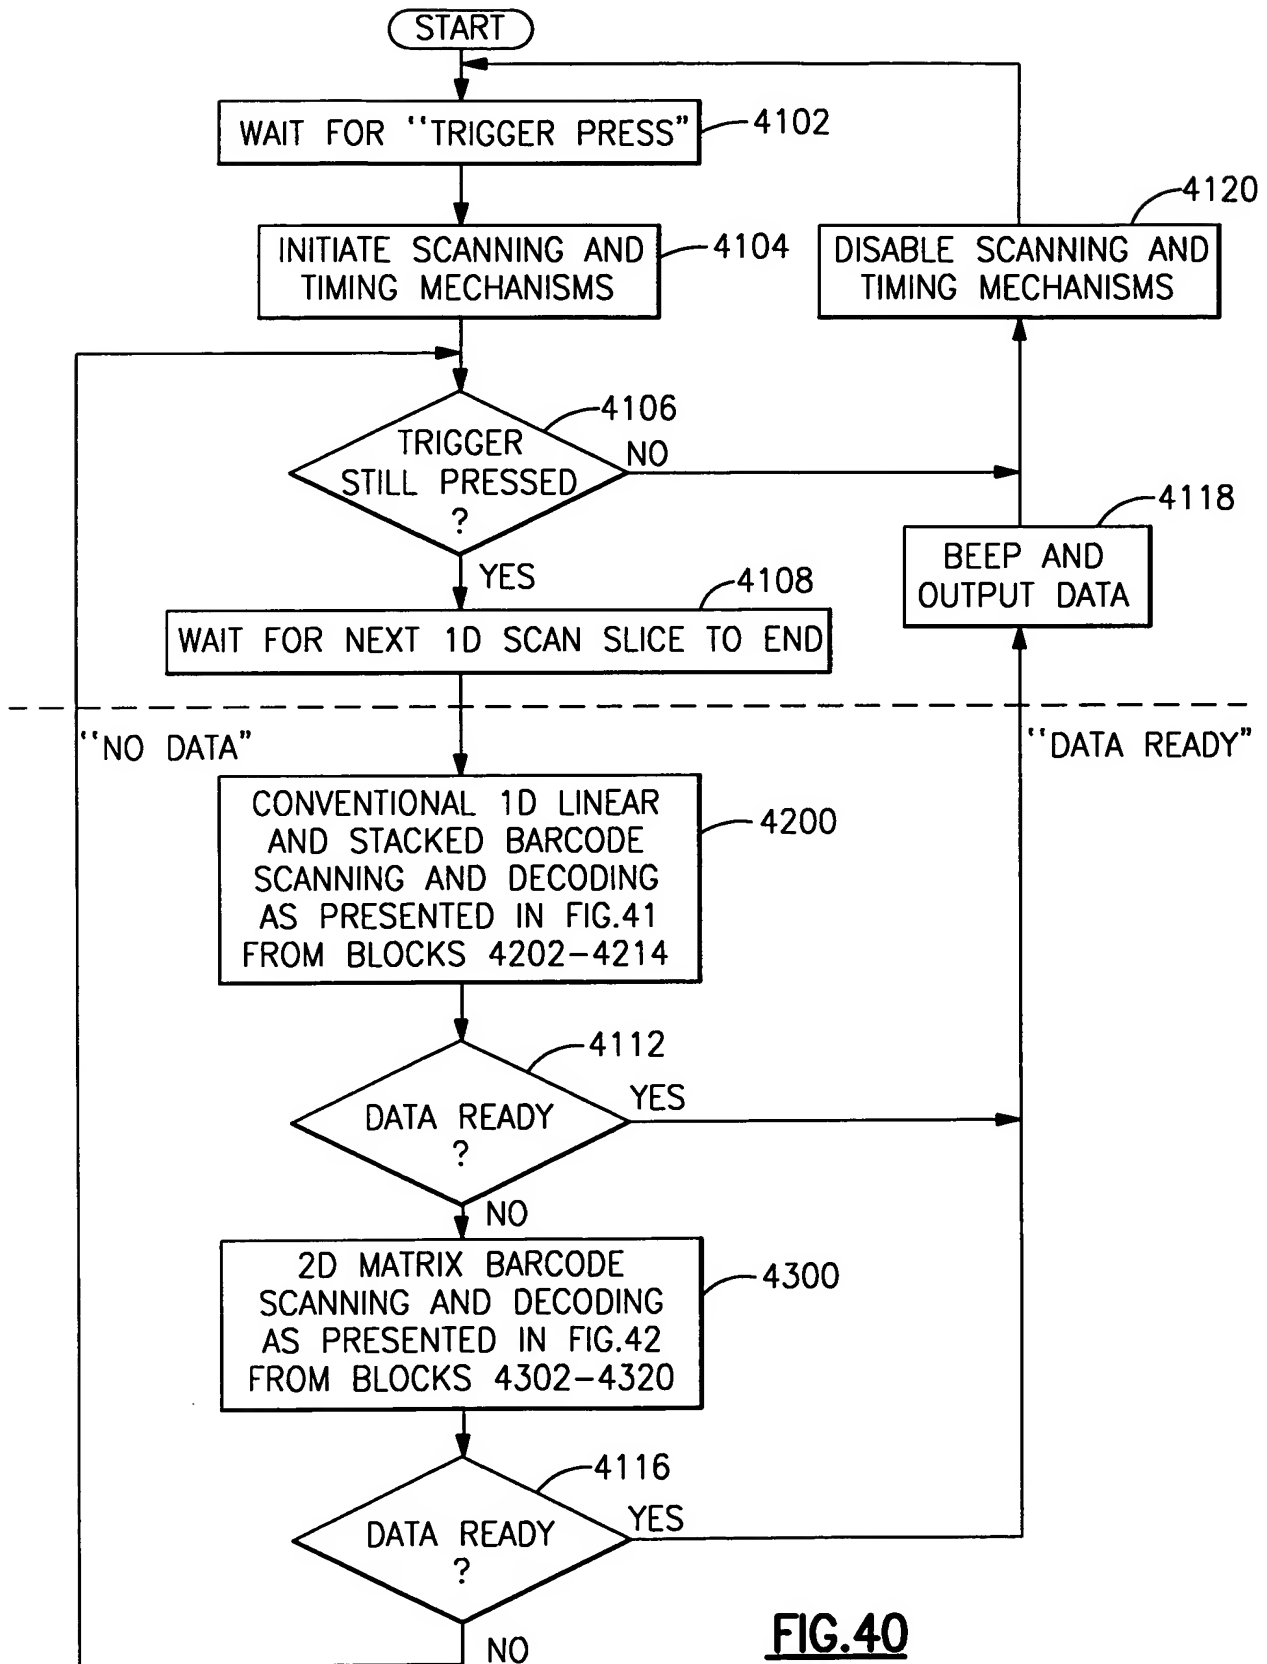 START
WAIT FOR "TRIGGER PRESS"
4102
INITIATE SCANNING AND
TIMING MECHANISMS
4104
DISABLE SCANNING AND
TIMING MECHANISMS
4120
TRIGGER
STILL PRESSED
?
4106
NO
YES
BEEP AND
OUTPUT DATA
4118
WAIT FOR NEXT 1D SCAN SLICE TO END
4108
"NO DATA"
"DATA READY"
CONVENTIONAL 1D LINEAR
AND STACKED BARCODE
SCANNING AND DECODING
AS PRESENTED IN FIG.41
FROM BLOCKS 4202-4214
4200
DATA READY
?
4112
YES
NO
2D MATRIX BARCODE
SCANNING AND DECODING
AS PRESENTED IN FIG.42
FROM BLOCKS 4302-4320
4300
DATA READY
?
4116
YES
NO
FIG.40